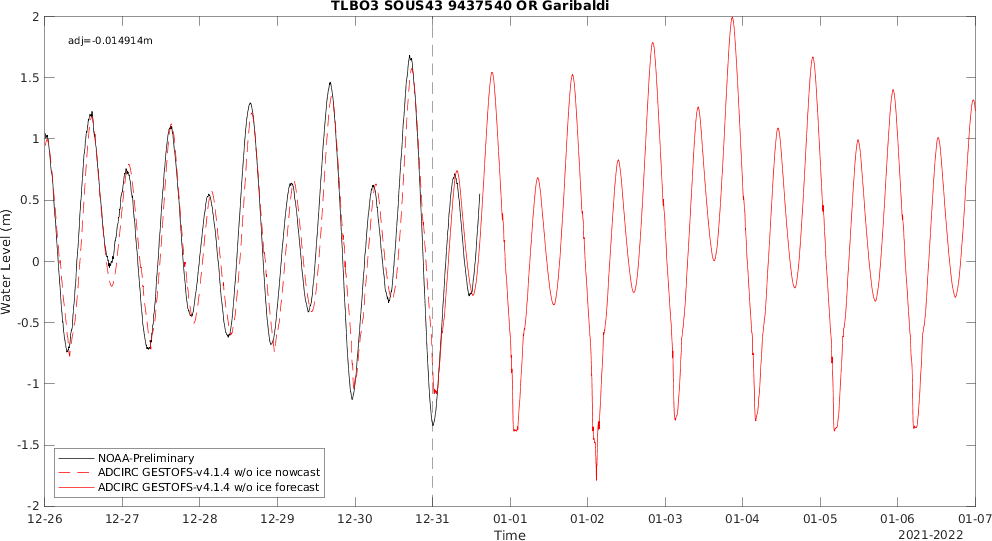 TLBO3 SOUS43 9437540 OR Garibaldi
adj=-0.014914m
2
1.5
1
0.5
0
-0.5
-1
-1.5
-2
Water Level (m)
NOAA-Preliminary
ADCIRC GESTOFS-v4.1.4 w/o ice nowcast
ADCIRC GESTOFS-v4.1.4 w/o ice forecast
12-26 12-27 12-28 12-29 12-30 12-31 01-01 01-02 01-03 01-04 01-05 01-06 01-07
Time
2021-2022